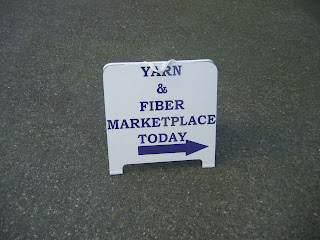 YARN
&
FIBER
MARKETPLACE
TODAY